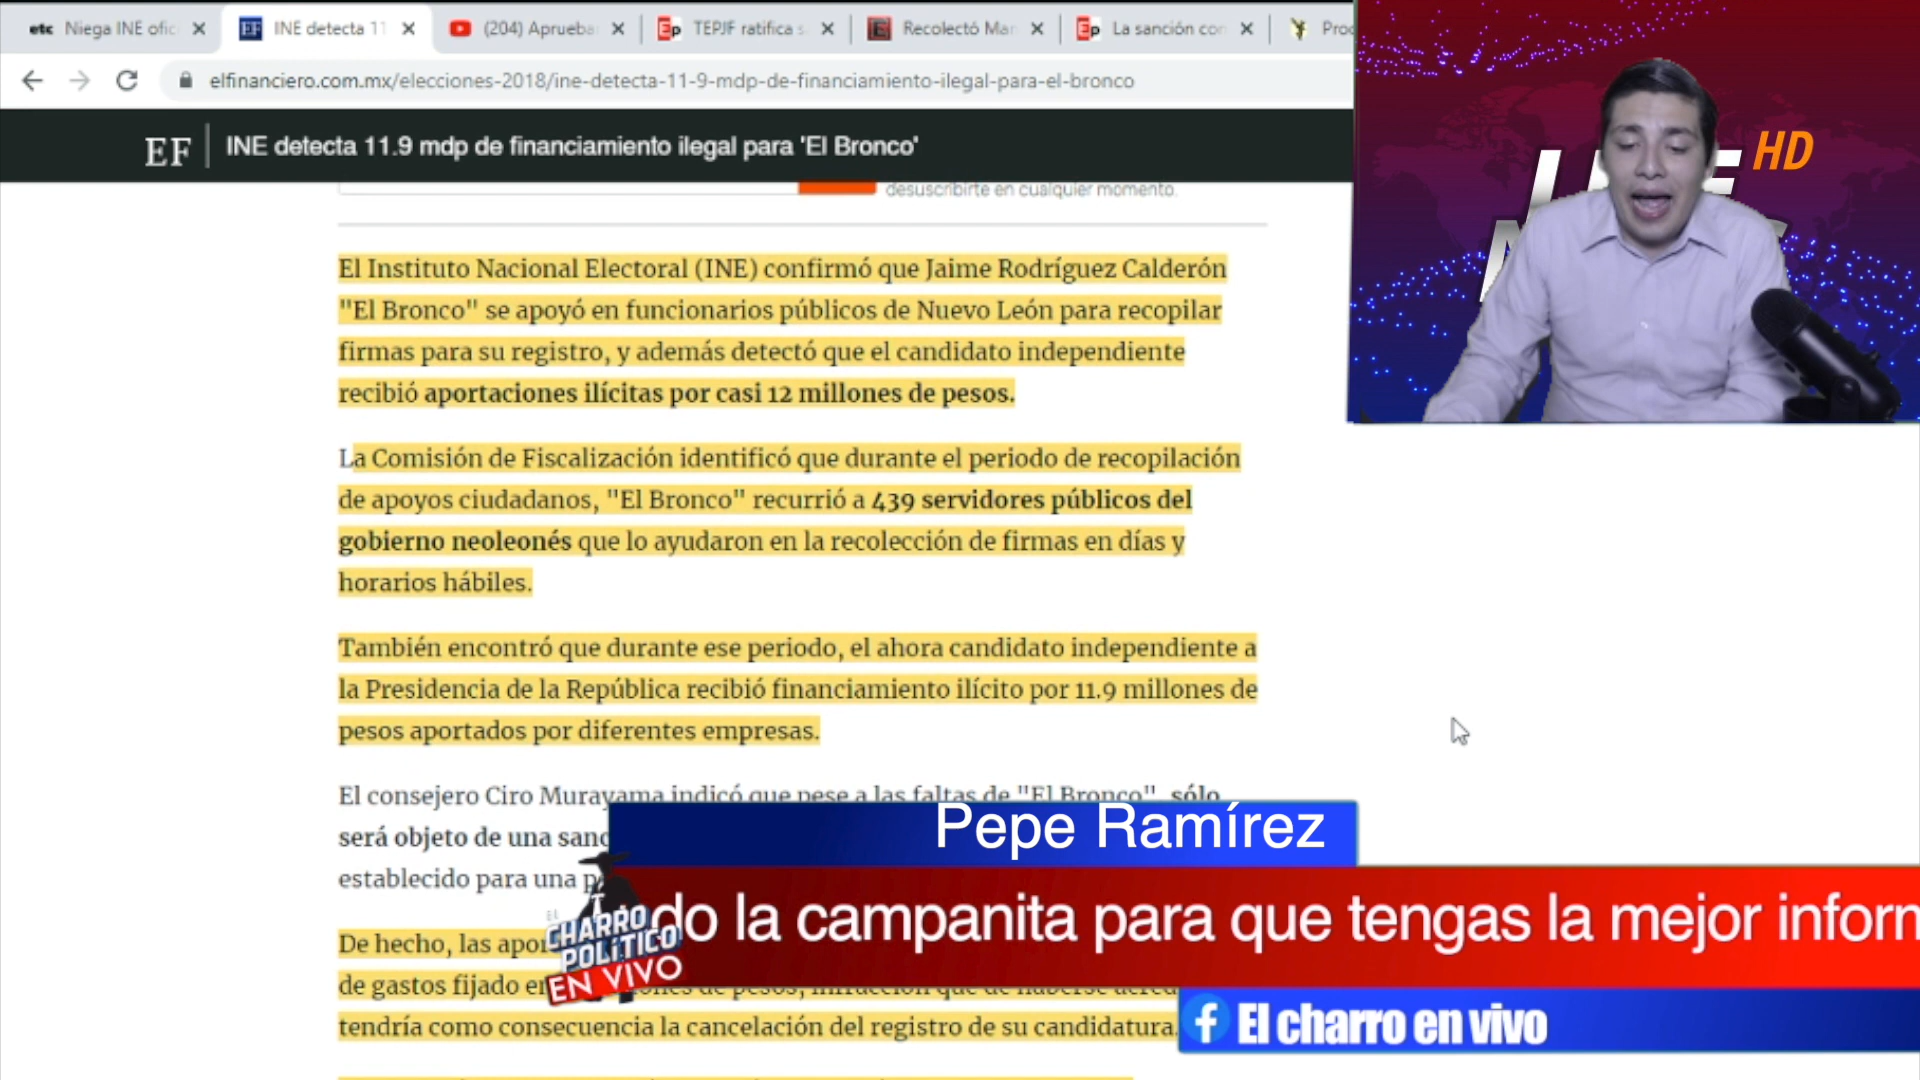 etc Niega INE ofic
EF INE detecta 11
(204) Aprueba
Ep TEPJF ratifica s
E Recolectó Mar
Ep La sanción con
Proc
elfinanciero.com.mx/elecciones-2018/ine-detecta-11-9-mdp-de-financiamiento-ilegal-para-el-bronco
EF INE detecta 11.9 mdp de financiamiento ilegal para 'El Bronco'
HD
desuscribirte en cualquier momento.
El Instituto Nacional Electoral (INE) confirmó que Jaime Rodríguez Calderón
"El Bronco" se apoyó en funcionarios públicos de Nuevo León para recopilar
firmas para su registro, y además detectó que el candidato independiente
recibió aportaciones ilícitas por casi 12 millones de pesos.
La Comisión de Fiscalización identificó que durante el periodo de recopilación
de apoyos ciudadanos, "El Bronco" recurrió a 439 servidores públicos del
gobierno neoleonés que lo ayudaron en la recolección de firmas en días y
horarios hábiles.
También encontró que durante ese periodo, el ahora candidato independiente a
la Presidencia de la República recibió financiamiento ilícito por 11.9 millones de
pesos aportados por diferentes empresas.
El consejero Ciro Murayama indicó que pese a las faltas de "El Bronco", sólo
será objeto de una sanc
establecido para una p
Pepe Ramírez
do la campanita para que tengas la mejor inforn
EL CHARRO POLÍTICO EN VIVO
De hecho, las apor
de gastos fijado en
tendría como consecuencia la cancelación del registro de su candidatura.
El charro en vivo